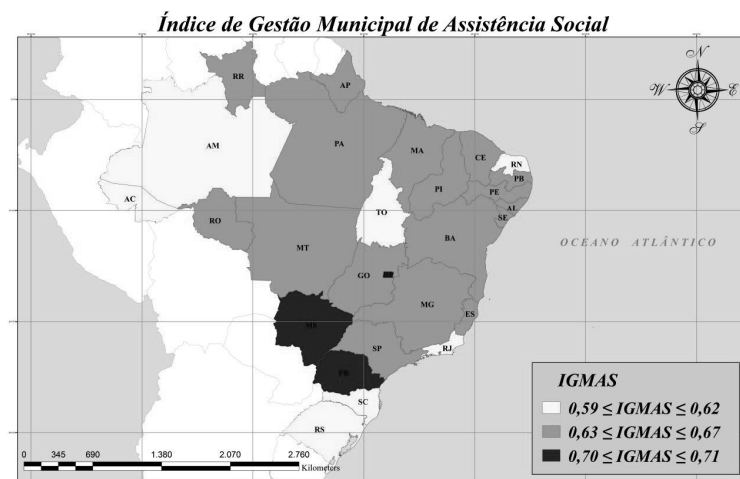 Índice de Gestão Municipal de Assistência Social
N
W E
S
RR
AP
AM
PA
MA
CE
RN
PB
PI
PE
AL
SE
AC
TO
RO
BA
MT
OCEANO ATLÂNTICO
GO
MG
ES
MS
SP
RJ
PR
SC
RS
IGMAS
0,59 ≤ IGMAS ≤ 0,62
0,63 ≤ IGMAS ≤ 0,67
0,70 ≤ IGMAS ≤ 0,71
0 345 690 1.380 2.070 2.760
Kilometers